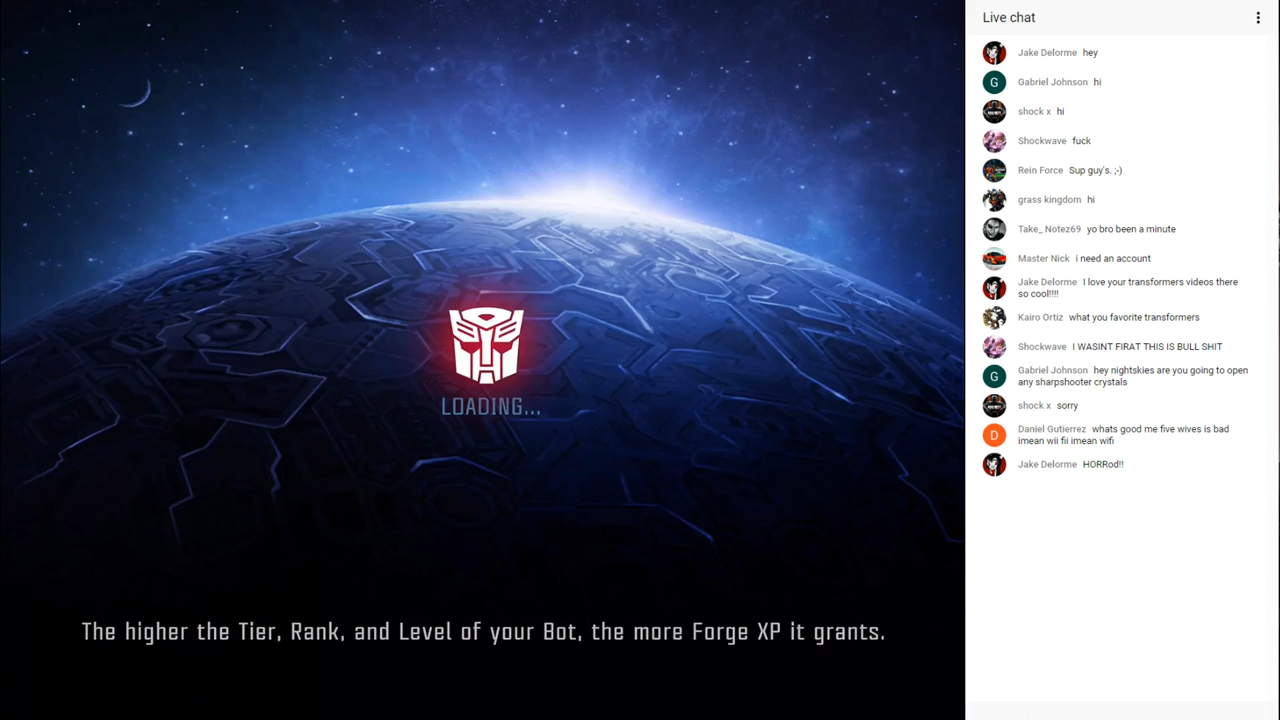 Live chat
Jake Delorme hey
G Gabriel Johnson hi
shock x hi
Shockwave fuck
Rein Force Sup guy's. ;-)
grass kingdom hi
Take_ Notez69 yo bro been a minute
Master Nick i need an account
Jake Delorme I love your transformers videos there
so cool!!!!
Kairo Ortiz what you favorite transformers
Shockwave I WASINT FIRAT THIS IS BULL SHIT
G Gabriel Johnson hey nightskies are you going to open
any sharpshooter crystals
shock x sorry
D Daniel Gutierrez whats good me five wives is bad
imean wii fii imean wifi
Jake Delorme HORRod!!
LOADING...
The higher the Tier, Rank, and Level of your Bot, the more Forge XP it grants.